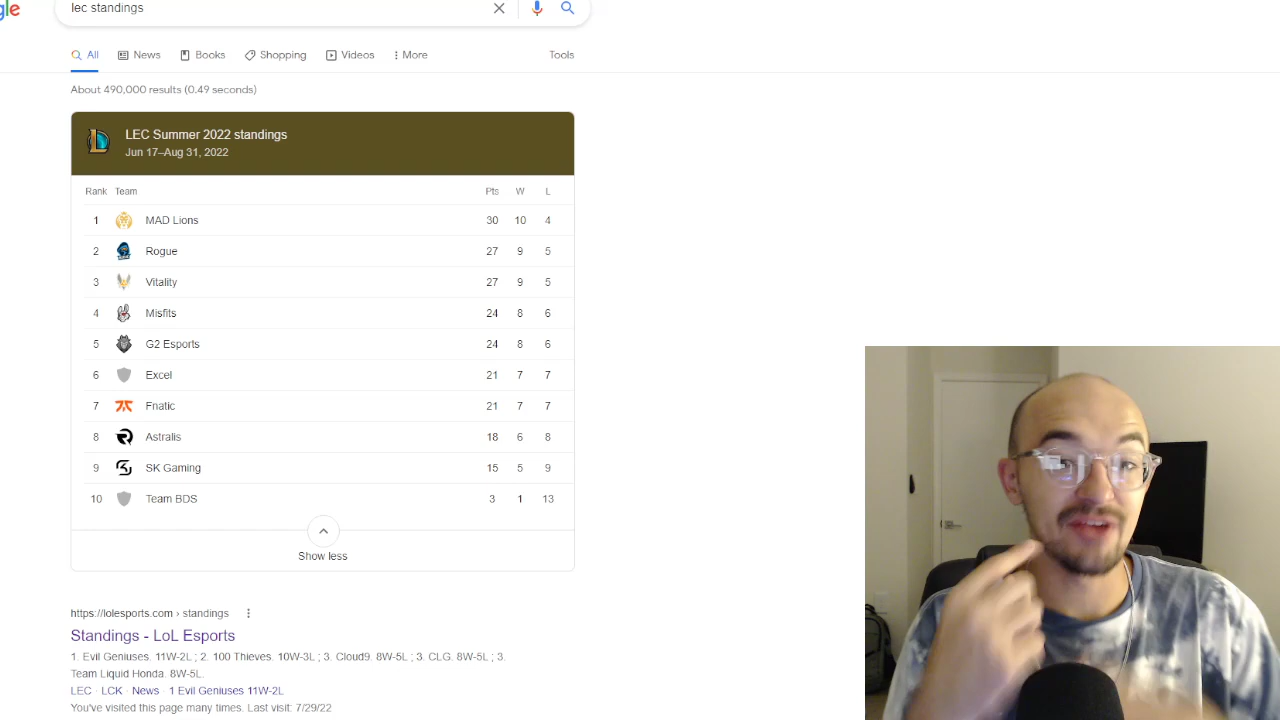 gle
lec standings
All News Books Shopping Videos More Tools
About 490,000 results (0.49 seconds)
LEC Summer 2022 standings
Jun 17–Aug 31, 2022
Rank Team Pts W L
1 MAD Lions 30 10 4
2 Rogue 27 9 5
3 Vitality 27 9 5
4 Misfits 24 8 6
5 G2 Esports 24 8 6
6 Excel 21 7 7
7 Fnatic 21 7 7
8 Astralis 18 6 8
9 SK Gaming 15 5 9
10 Team BDS 3 1 13
Show less
https://lolesports.com › standings
Standings - LoL Esports
1. Evil Geniuses. 11W-2L ; 2. 100 Thieves. 10W-3L ; 3. Cloud9. 8W-5L ; 3. CLG. 8W-5L ; 3.
Team Liquid Honda. 8W-5L.
LEC · LCK · News · 1 Evil Geniuses 11W-2L
You've visited this page many times. Last visit: 7/29/22